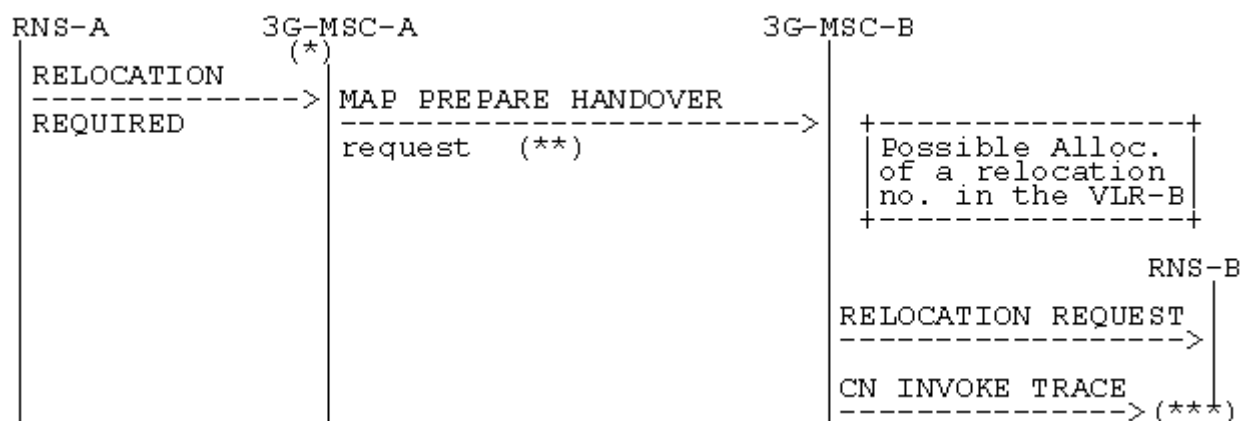 RNS-A 3G-MSC-A 3G-MSC-B
(*)
RELOCATION
REQUIRED
MAP PREPARE HANDOVER
request (**)
Possible Alloc.
of a relocation
no. in the VLR-B
RNS-B
RELOCATION REQUEST
CN INVOKE TRACE
(***)